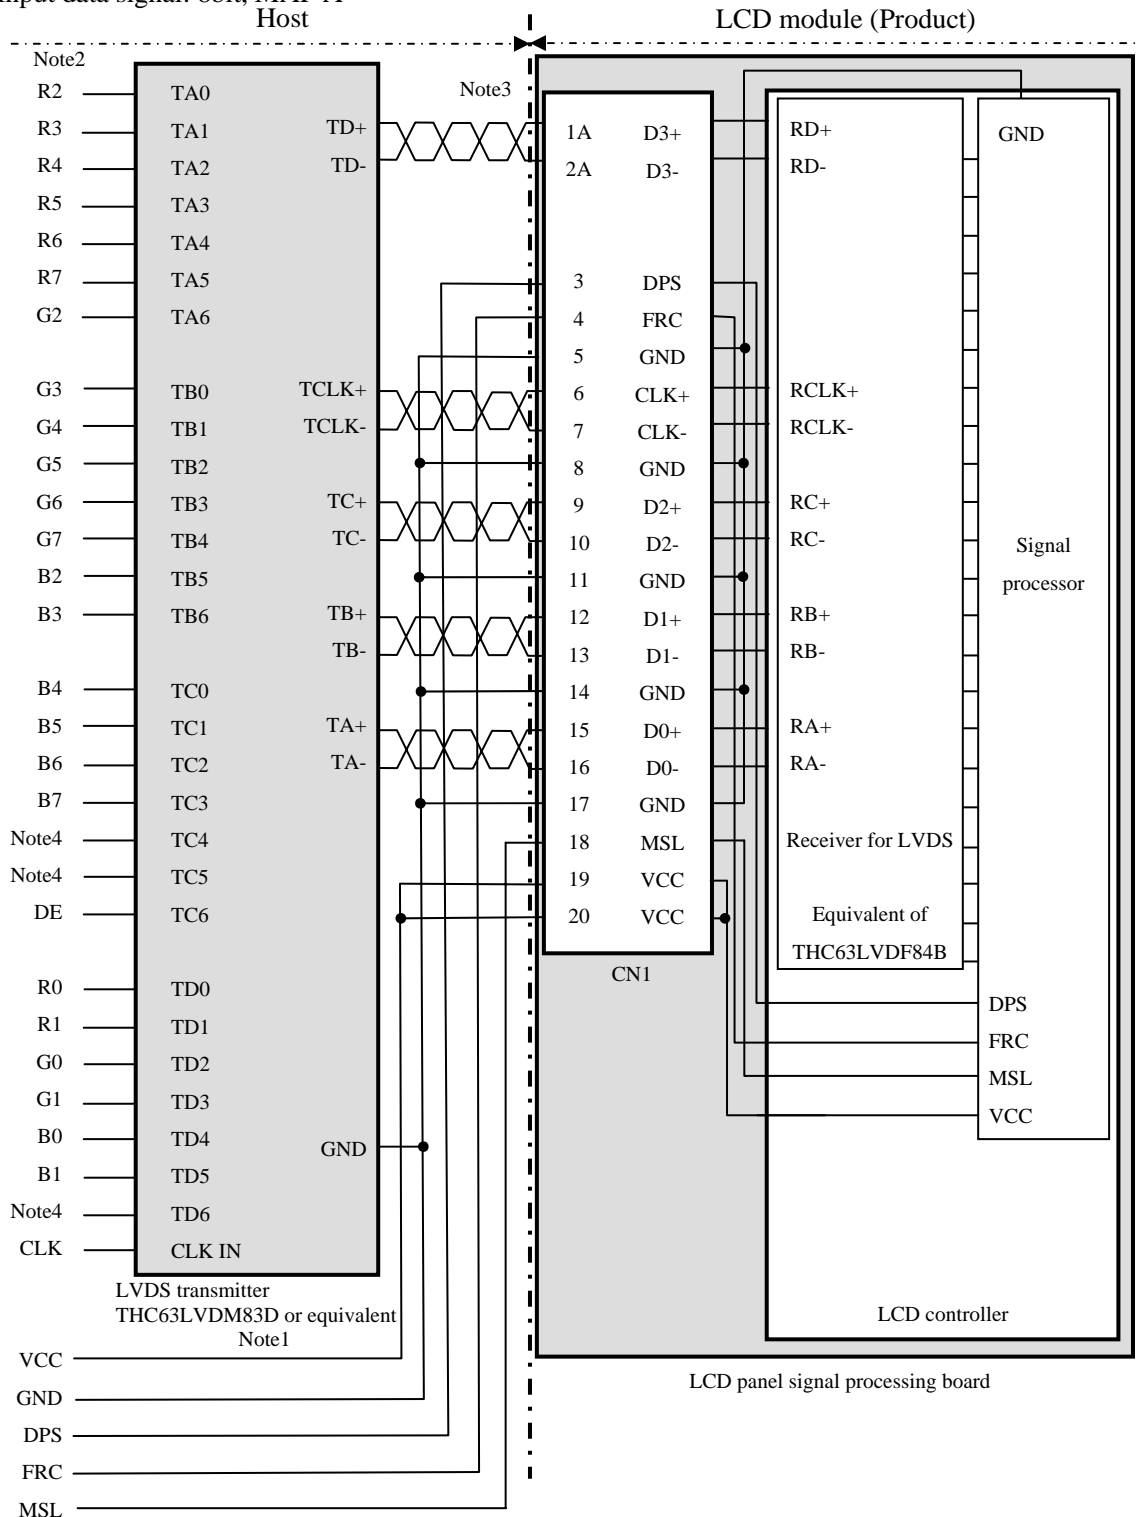 Input data signal: 8bit, MAP A
Host
LCD module (Product)
Note2
Note3
R2 TA0
R3 TA1 TD+ 1A D3+ RD+ GND
R4 TA2 TD- 2A D3- RD-
R5 TA3
R6 TA4
R7 TA5 3 DPS
G2 TA6 4 FRC
5 GND
G3 TB0 TCLK+ 6 CLK+ RCLK+
G4 TB1 TCLK- 7 CLK- RCLK-
G5 TB2 8 GND
G6 TB3 TC+ 9 D2+ RC+
G7 TB4 TC- 10 D2- RC- Signal
B2 TB5 11 GND processor
B3 TB6 TB+ 12 D1+ RB+
TB- 13 D1- RB-
B4 TC0 14 GND
B5 TC1 TA+ 15 D0+ RA+
B6 TC2 TA- 16 D0- RA-
B7 TC3 17 GND
Note4 TC4 18 MSL Receiver for LVDS
Note4 TC5 19 VCC
DE TC6 20 VCC Equivalent of
THC63LVDF84B
CN1
R0 TD0 DPS
R1 TD1 FRC
G0 TD2 MSL
G1 TD3 VCC
B0 TD4 GND
B1 TD5
Note4 TD6
CLK CLK IN
LVDS transmitter
THC63LVDM83D or equivalent
Note1
LCD controller
LCD panel signal processing board
VCC
GND
DPS
FRC
MSL